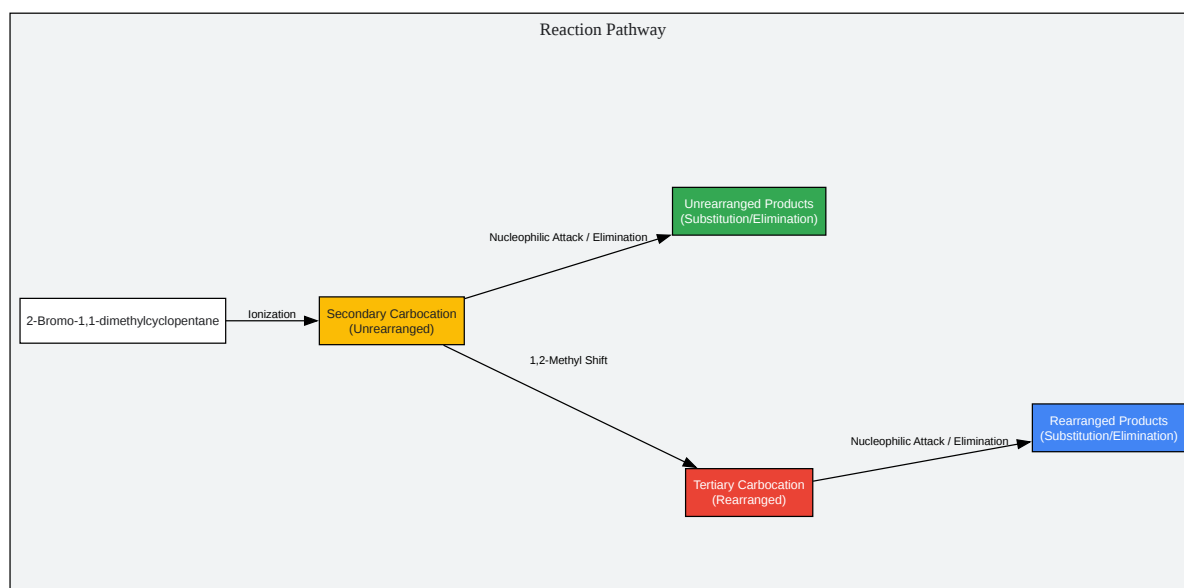 Reaction Pathway
Unrearranged Products
(Substitution/Elimination)
Nucleophilic Attack / Elimination
2-Bromo-1,1-dimethylcyclopentane
Ionization
Secondary Carbocation
(Unrearranged)
1,2-Methyl Shift
Rearranged Products
(Substitution/Elimination)
Nucleophilic Attack / Elimination
Tertiary Carbocation
(Rearranged)